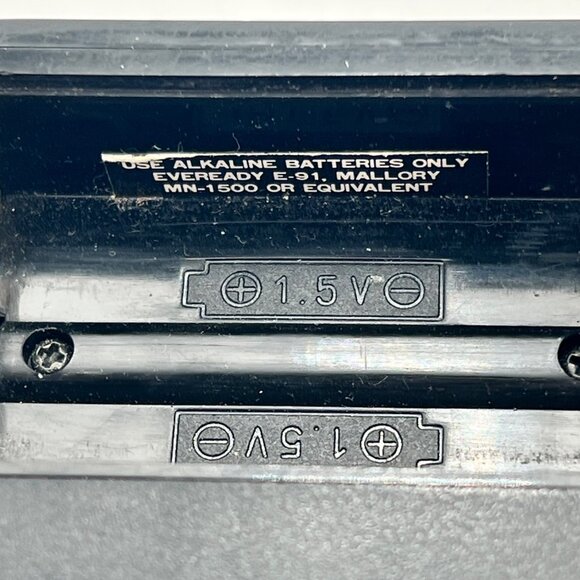 USE ALKALINE BATTERIES ONLY
EVEREADY E-91, MALLORY
MN-1500 OR EQUIVALENT
+ 1.5V −
+ 1.5V −